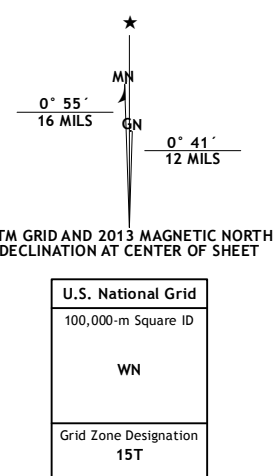 ★
MN
0° 55´
16 MILS
GN
0° 41´
12 MILS
TM GRID AND 2013 MAGNETIC NORTH
DECLINATION AT CENTER OF SHEET
U.S. National Grid
100,000-m Square ID
WN
Grid Zone Designation
15T